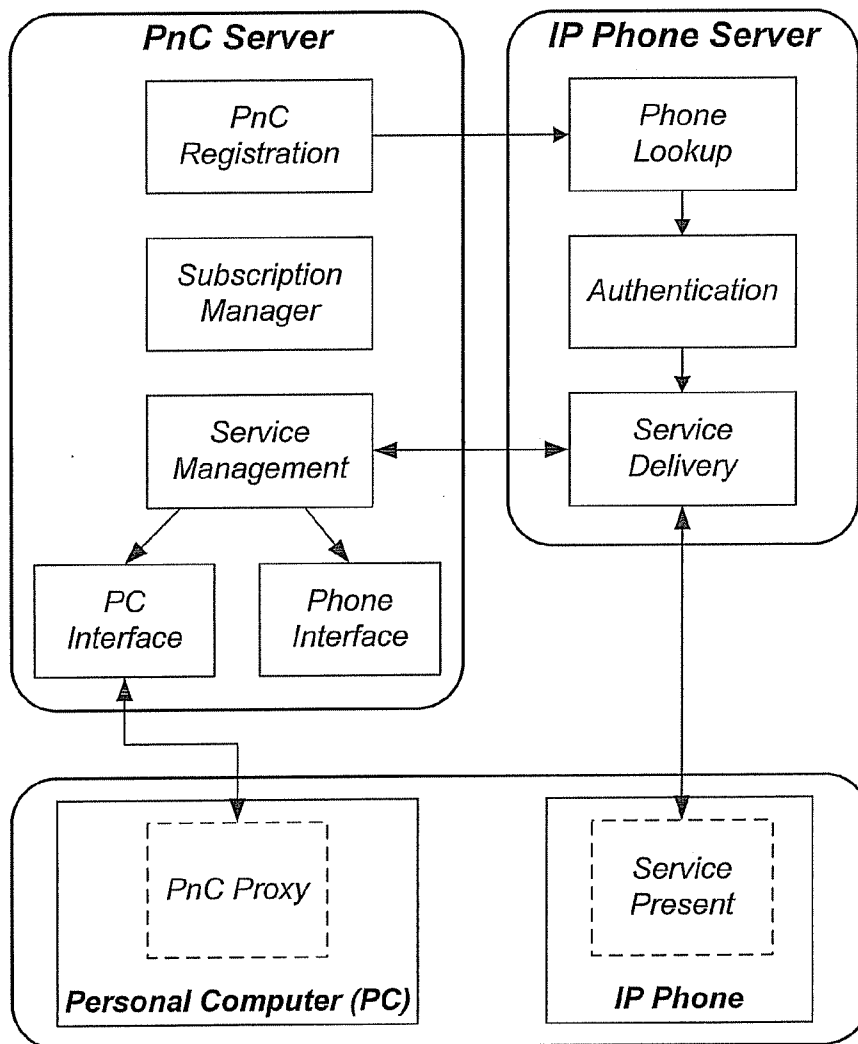 PnC Server
IP Phone Server
PnC
Registration
Phone
Lookup
Subscription
Manager
Authentication
Service
Management
Service
Delivery
PC
Interface
Phone
Interface
PnC Proxy
Service
Present
Personal Computer (PC)
IP Phone